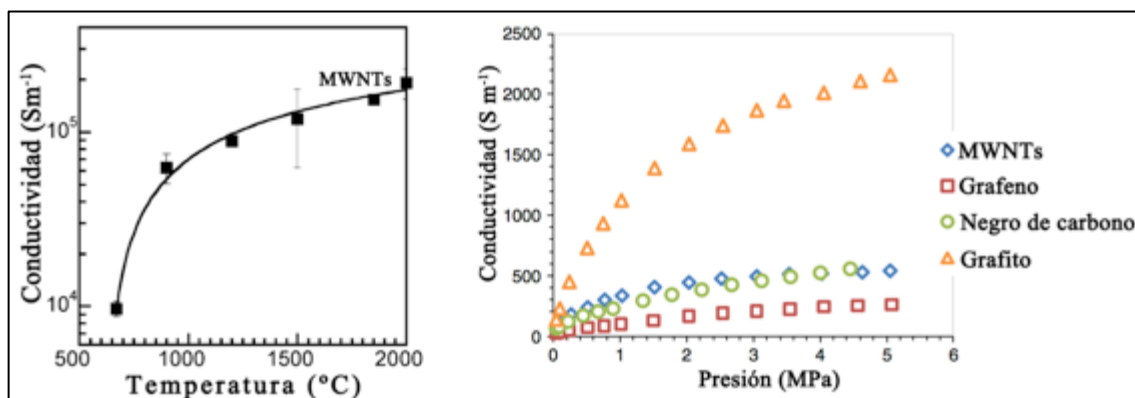 Conductividad (Sm⁻¹)
10⁵
10⁴
MWNTs
500
1000
1500
2000
Temperatura (ºC)
Conductividad (S m⁻¹)
2500
2000
1500
1000
500
0
0
1
2
3
4
5
6
Presión (MPa)
MWNTs
Grafeno
Negro de carbono
Grafito